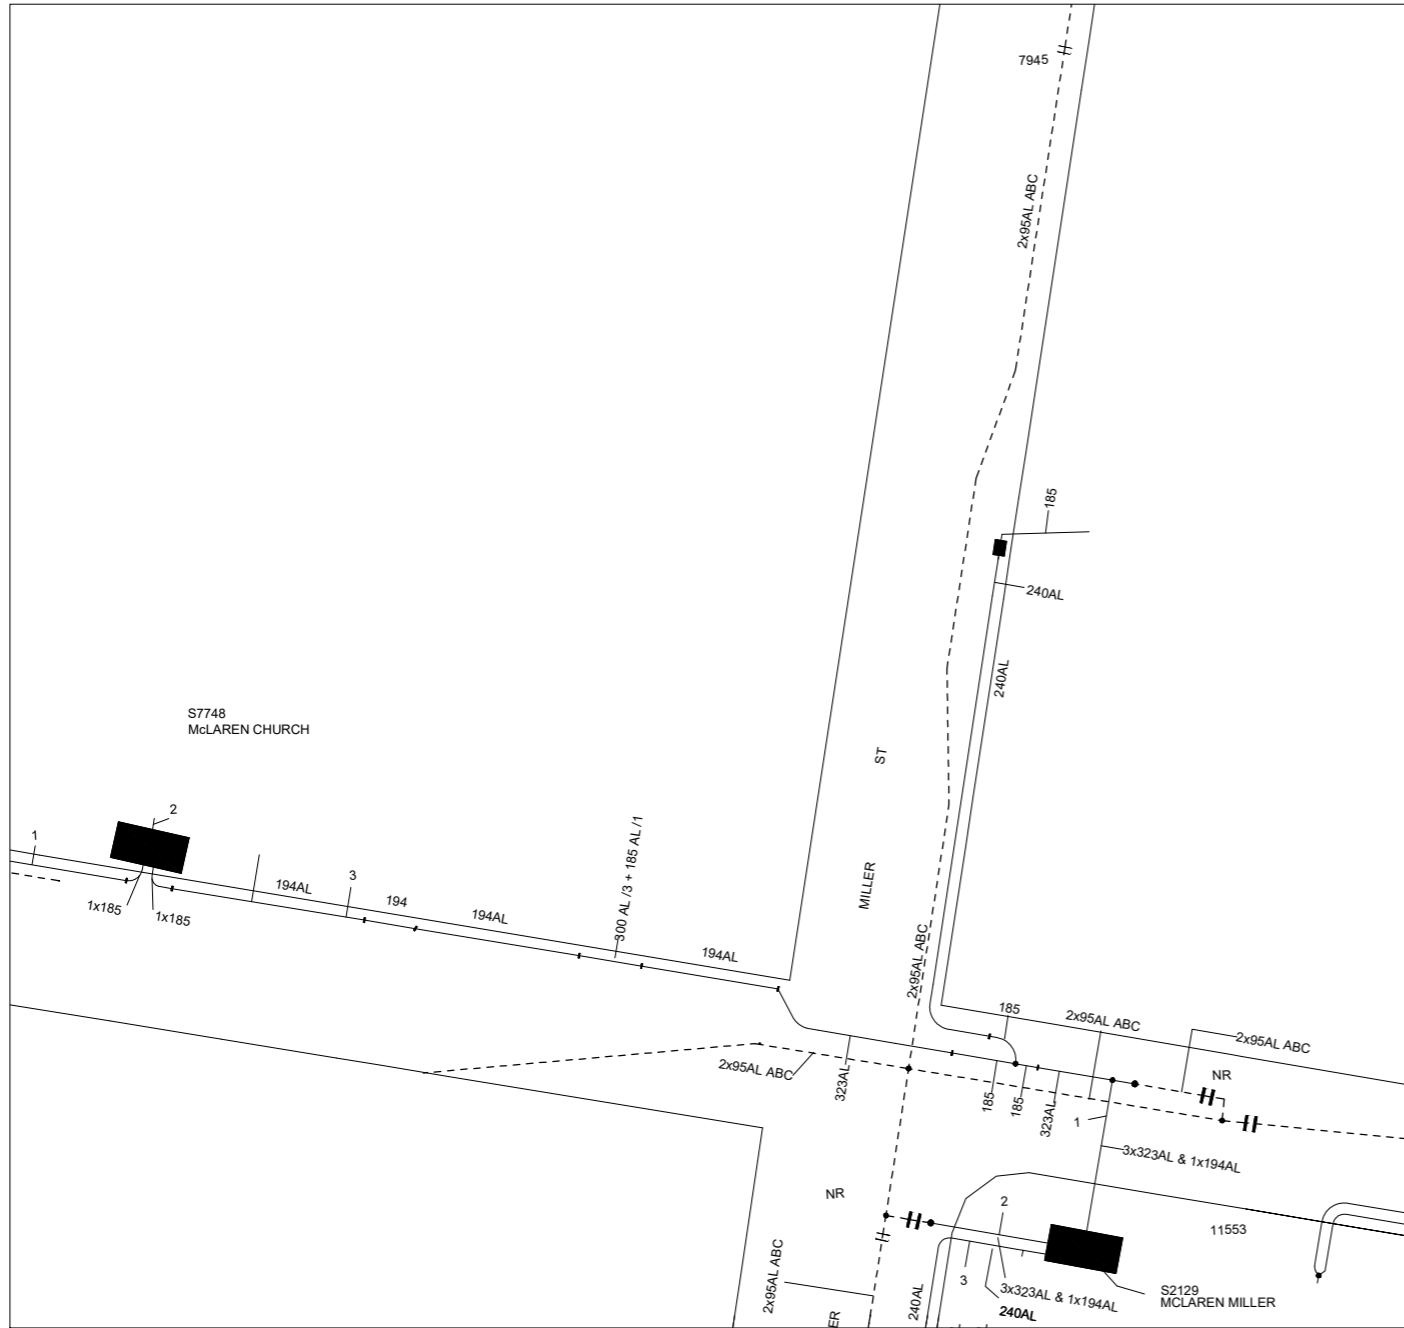 7945
2x95AL ABC
185
240AL
240AL
S7748
McLAREN CHURCH
ST
MILLER
2
1
3
194AL
194
194AL
300 AL /3 + 185 AL /1
194AL
1x185
1x185
2x95AL ABC
185
2x95AL ABC
2x95AL ABC
NR
2x95AL ABC
323AL
185
185
323AL
1
3x323AL & 1x194AL
NR
2
11553
2x95AL ABC
3
240AL
3x323AL & 1x194AL
240AL
S2129
MCLAREN MILLER
ER